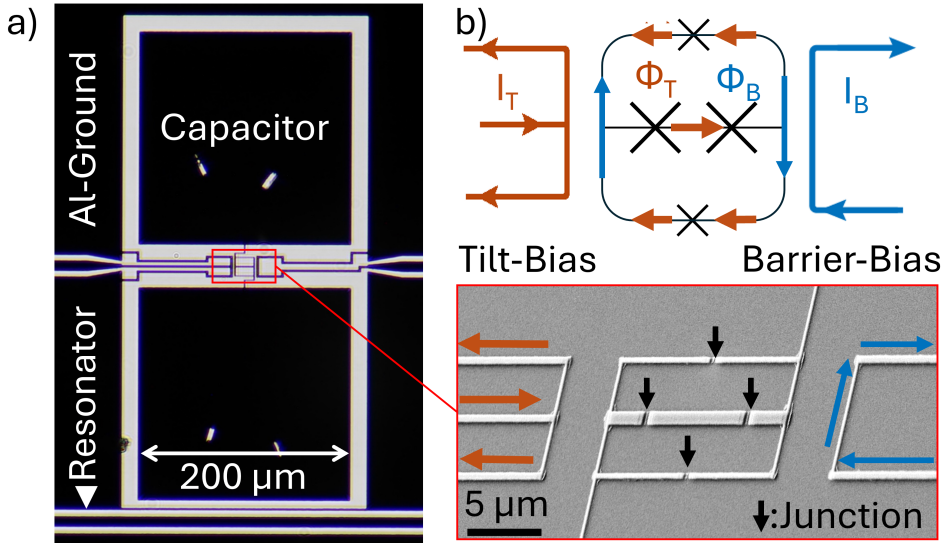 a)
Al-Ground
Capacitor
Resonator
200 μm
b)
I_T
Φ_T
Φ_B
I_B
Tilt-Bias
Barrier-Bias
5 μm
:Junction